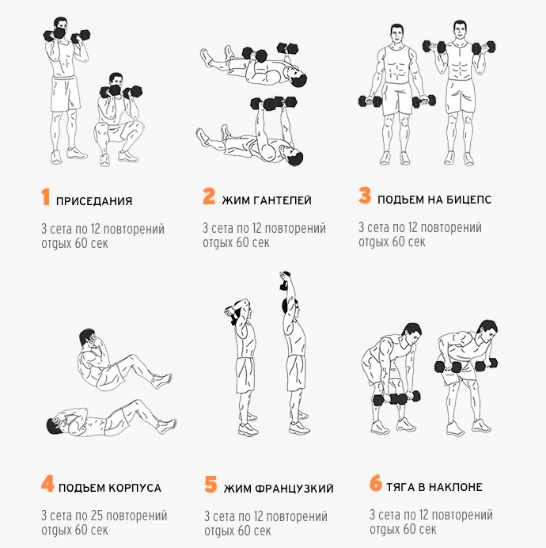 1 ПРИСЕДАНИЯ
3 сета по 12 повторений
отдых 60 сек
2 ЖИМ ГАНТЕЛЕЙ
3 сета по 12 повторений
отдых 60 сек
3 ПОДЪЕМ НА БИЦЕПС
3 сета по 12 повторений
отдых 60 сек
4 ПОДЪЕМ КОРПУСА
3 сета по 25 повторений
отдых 60 сек
5 ЖИМ ФРАНЦУЗКИЙ
3 сета по 12 повторений
отдых 60 сек
6 ТЯГА В НАКЛОНЕ
3 сета по 12 повторений
отдых 60 сек